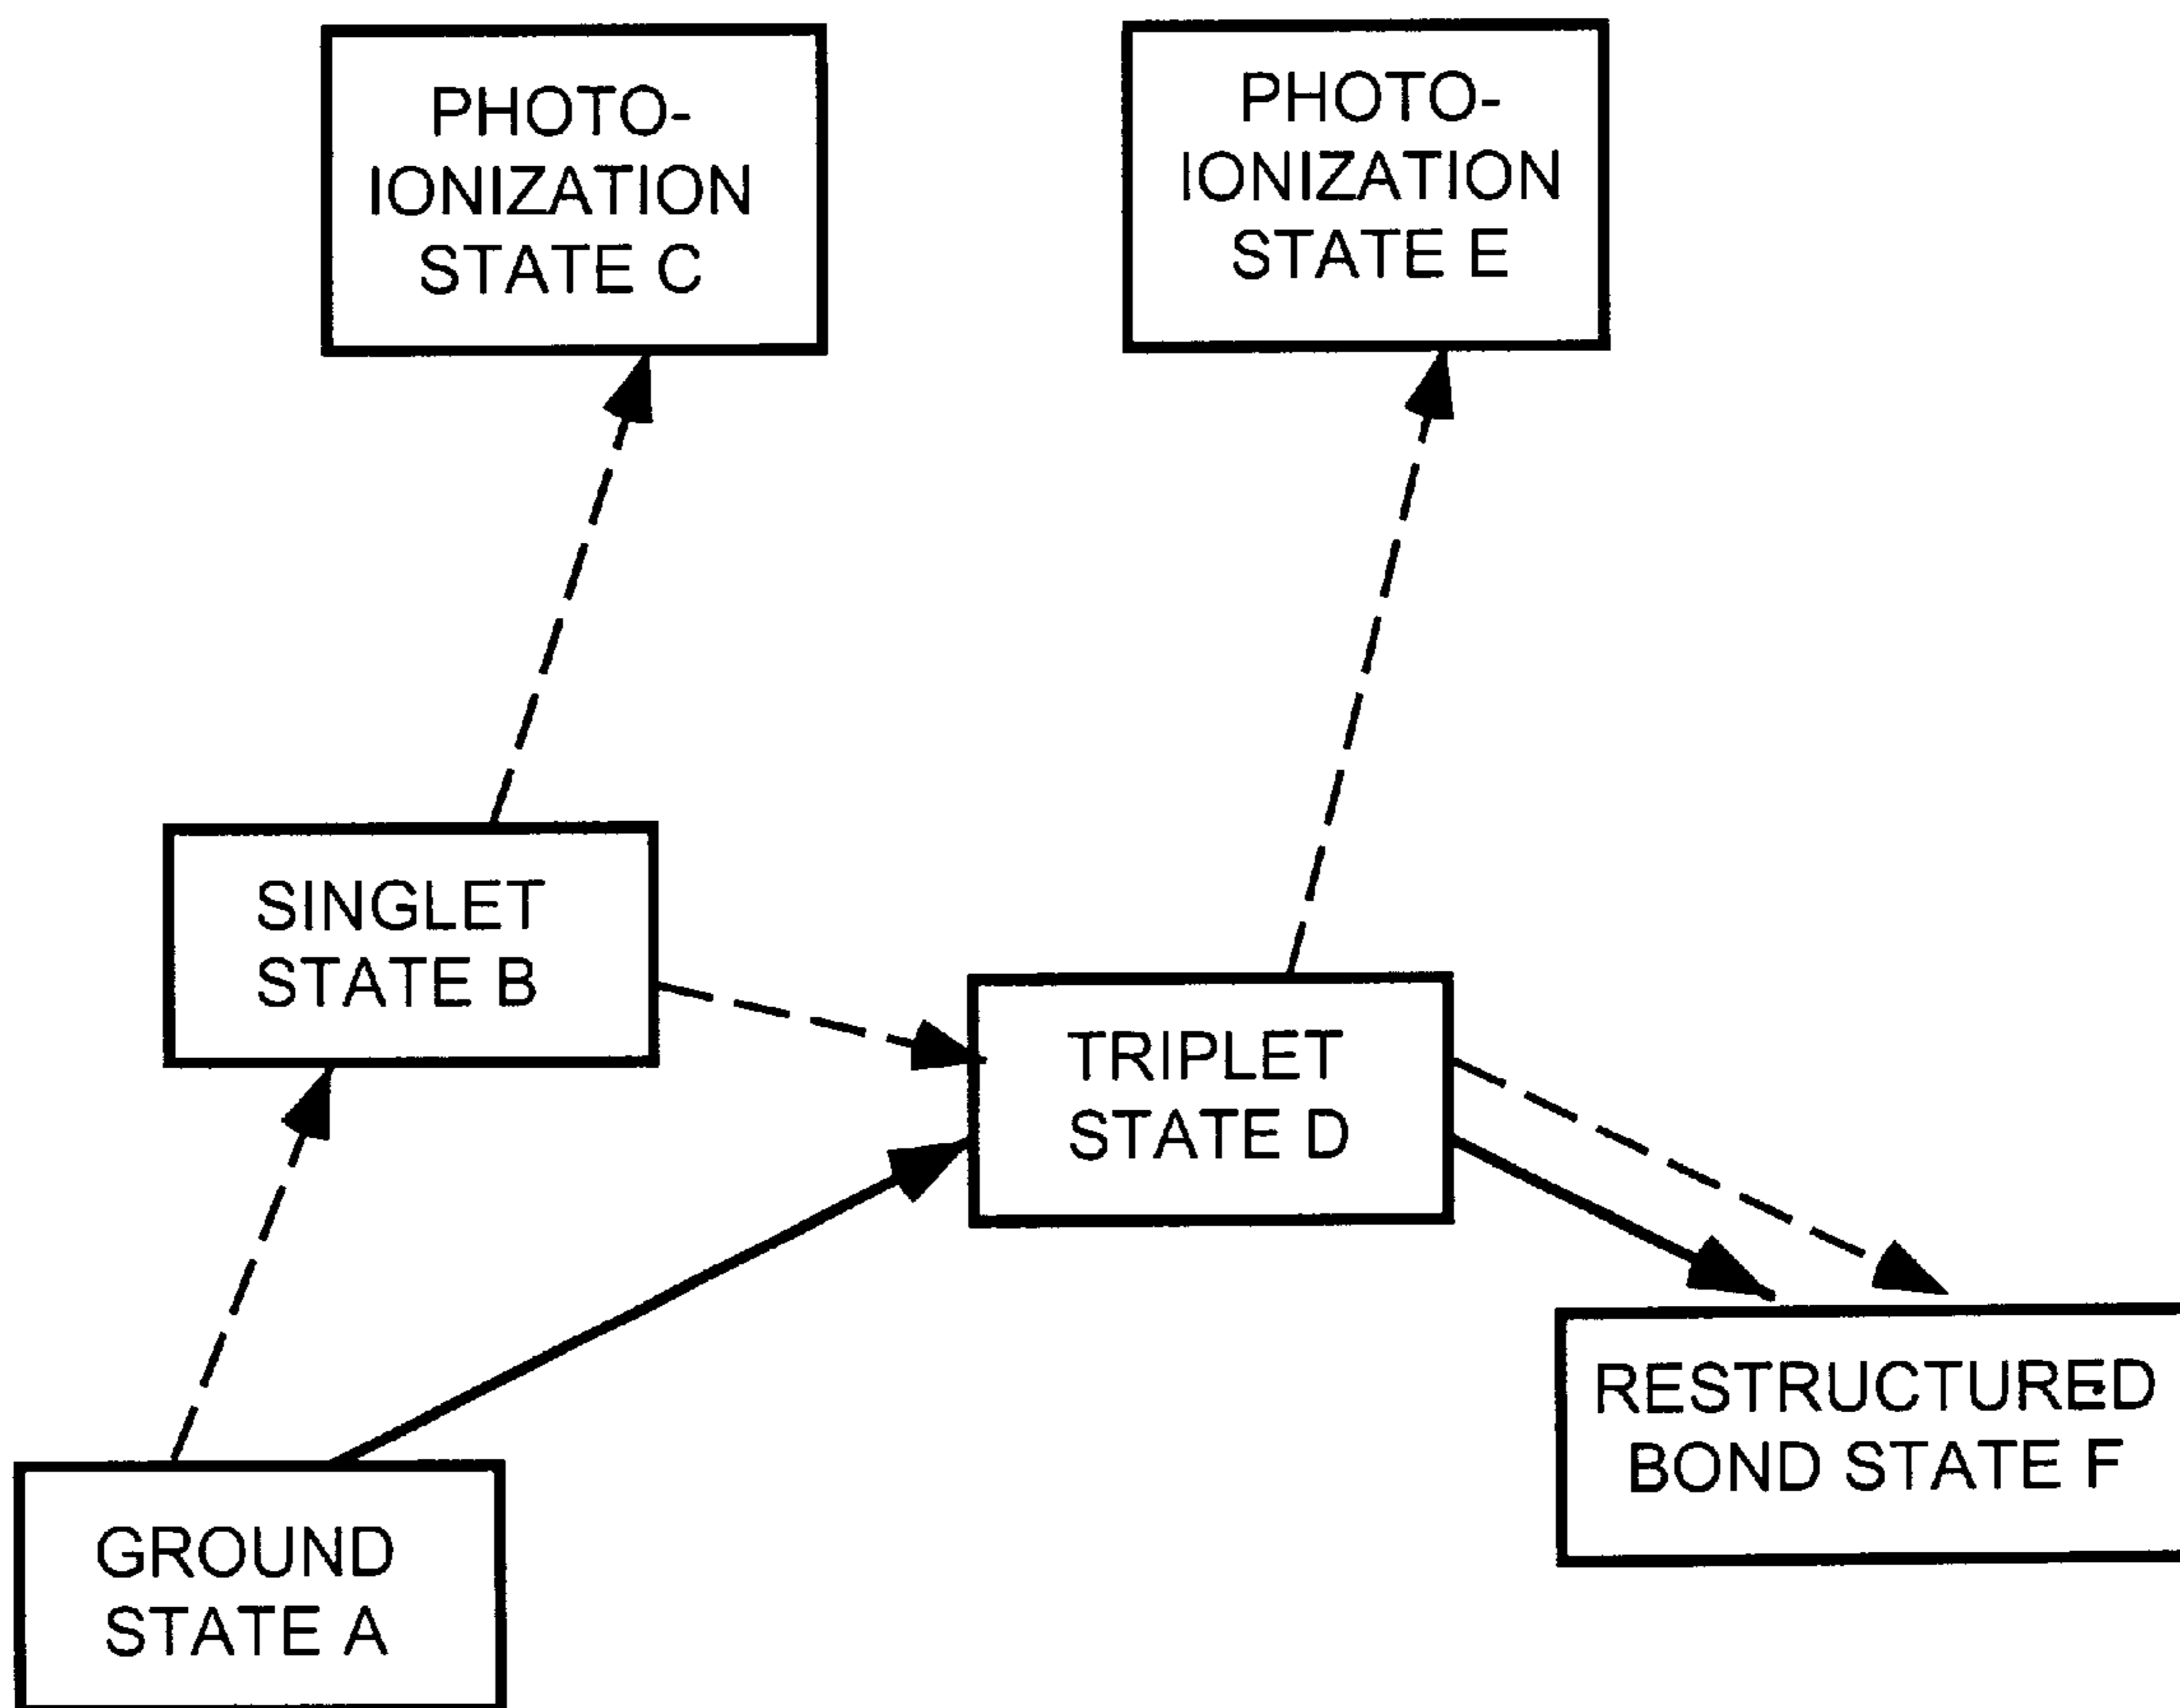 PHOTO-
IONIZATION
STATE C
PHOTO-
IONIZATION
STATE E
SINGLET
STATE B
TRIPLET
STATE D
RESTRUCTURED
BOND STATE F
GROUND
STATE A